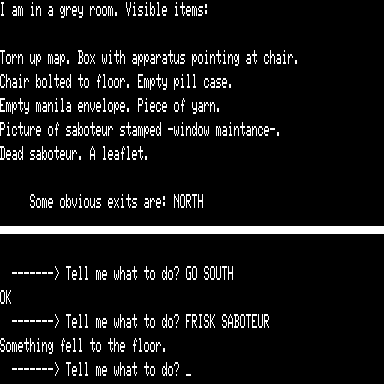 I am in a grey room. Visible items:
Torn up map. Box with apparatus pointing at chair.
Chair bolted to floor. Empty pill case.
Empty manila envelope. Piece of yarn.
Picture of saboteur stamped -window maintance-.
Dead saboteur. A leaflet.
Some obvious exits are: NORTH
-------> Tell me what to do? GO SOUTH
OK
-------> Tell me what to do? FRISK SABOTEUR
Something fell to the floor.
-------> Tell me what to do? _